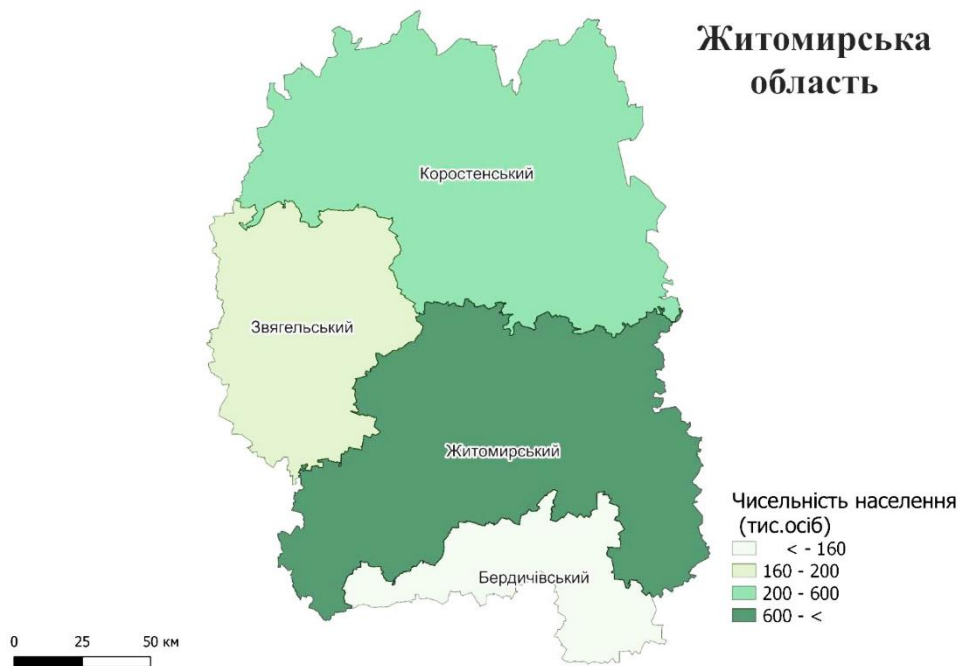 Житомирська
область
Коростенський
Звягельський
Житомирський
Бердичівський
Чисельність населення
(тис.осіб)
< - 160
160 - 200
200 - 600
600 - <
0 25 50 км